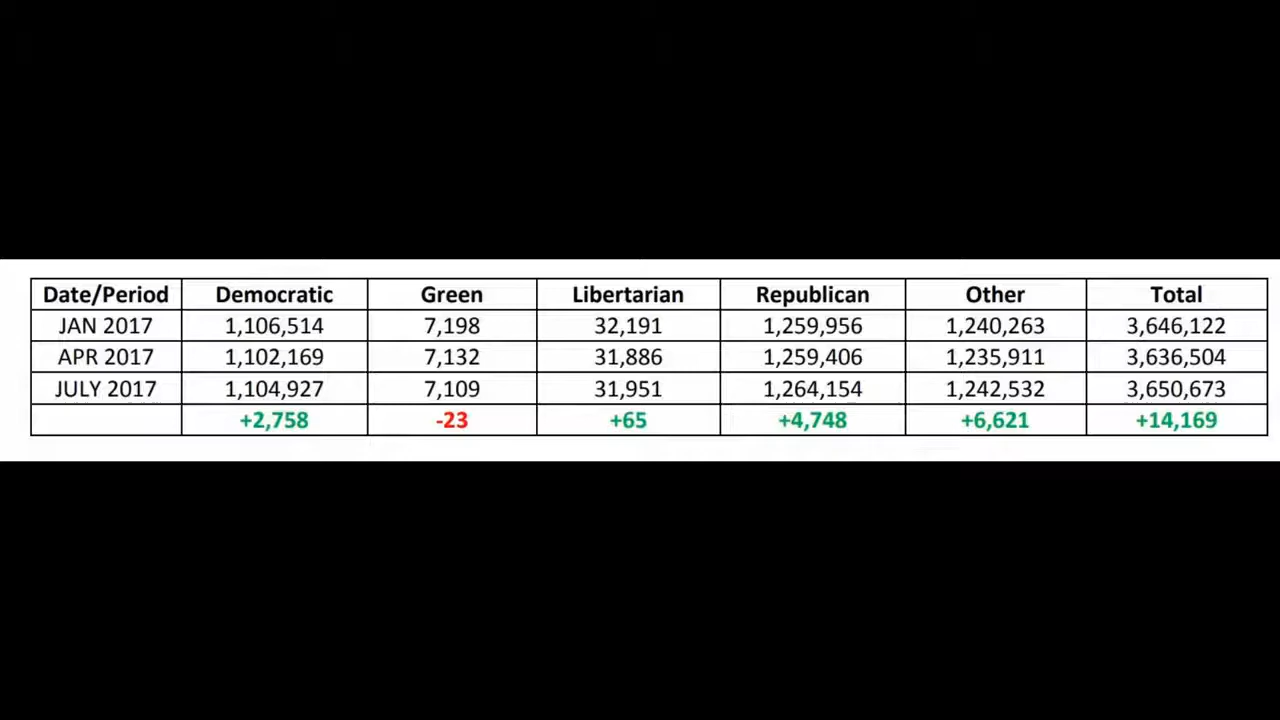 Date/Period Democratic Green Libertarian Republican Other Total
JAN 2017 1,106,514 7,198 32,191 1,259,956 1,240,263 3,646,122
APR 2017 1,102,169 7,132 31,886 1,259,406 1,235,911 3,636,504
JULY 2017 1,104,927 7,109 31,951 1,264,154 1,242,532 3,650,673
+2,758 -23 +65 +4,748 +6,621 +14,169